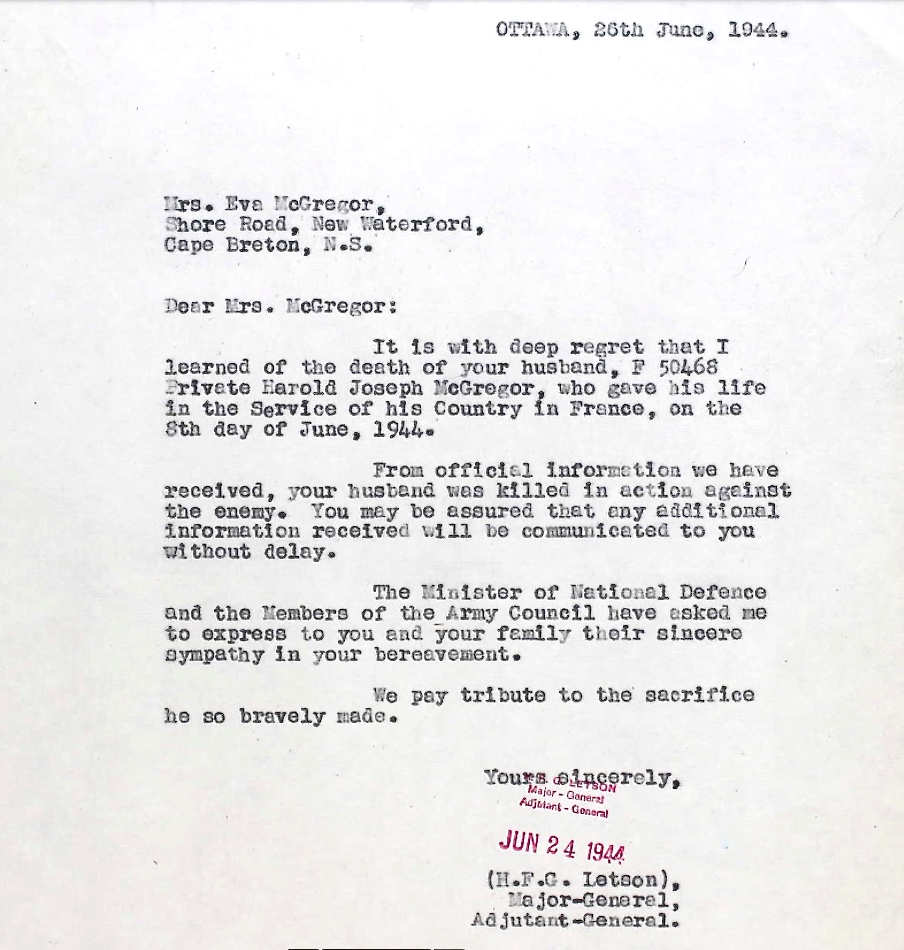 OTTAWA, 26th June, 1944.
Mrs. Eva McGregor,
Shore Road, New Waterford,
Cape Breton, N.S.
Dear Mrs. McGregor:
It is with deep regret that I
learned of the death of your husband, F 50468
Private Harold Joseph McGregor, who gave his life
in the Service of his Country in France, on the
8th day of June, 1944.
From official information we have
received, your husband was killed in action against
the enemy. You may be assured that any additional
information received will be communicated to you
without delay.
The Minister of National Defence
and the Members of the Army Council have asked me
to express to you and your family their sincere
sympathy in your bereavement.
We pay tribute to the sacrifice
he so bravely made.
Yours sincerely,
LETSON
Major - General
Adjutant - General
JUN 24 1944
(H.F.G. Letson),
Major-General,
Adjutant-General.